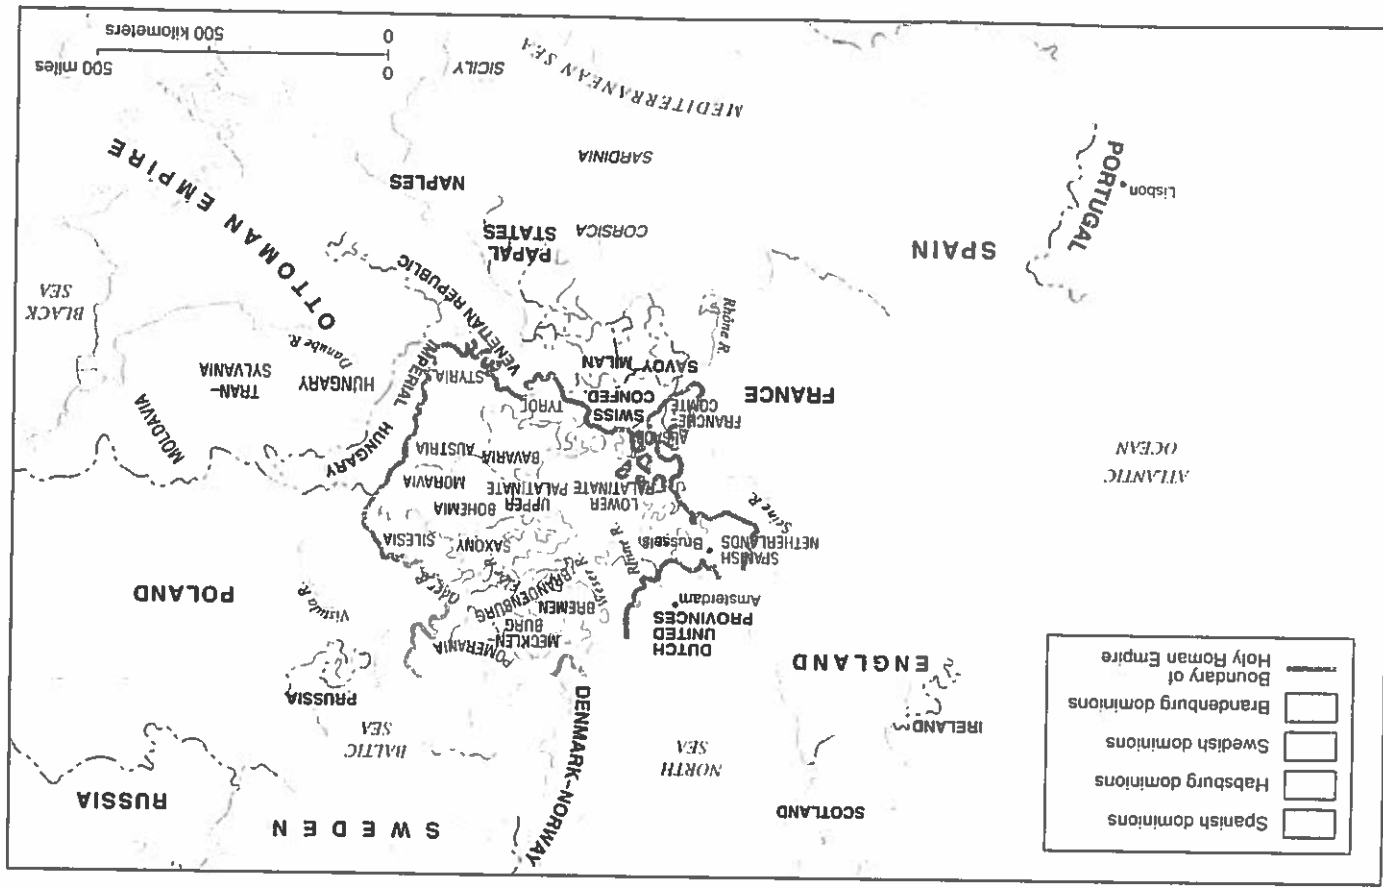 Spanish dominions
Habsburg dominions
Swedish dominions
Brandenburg dominions
Boundary of
Holy Roman Empire
SCOTLAND
IRELAND
ENGLAND
NORTH
SEA
ATLANTIC
OCEAN
DENMARK-NORWAY
SWEDEN
RUSSIA
BALTIC
SEA
PRUSSIA
POLAND
Vistula R.
DUTCH
UNITED
PROVINCES
Amsterdam
SPANISH
NETHERLANDS
Brussels
Seine R.
Rhine R.
Weser R.
Elbe R.
Oder R.
MECKLEN-
BURG
POMERANIA
BREMEN
BRANDENBURG
SAXONY
SILESIA
LOWER
PALATINATE
UPPER
PALATINATE
BOHEMIA
MORAVIA
BAVARIA
AUSTRIA
ALSACE
FRANCHE-
COMTÉ
FRANCE
SWISS
CONFED.
TYROL
STYRIA
SAVOY
MILAN
VENETIAN REPUBLIC
IMPERIAL
HUNGARY
HUNGARY
Danube R.
TRAN-
SYLVANIA
MOLDAVIA
BLACK
SEA
OTTOMAN EMPIRE
Rhône R.
SPAIN
PORTUGAL
Lisbon
CORSICA
PAPAL
STATES
SARDINIA
NAPLES
MEDITERRANEAN SEA
SICILY
0
500 miles
0
500 kilometers